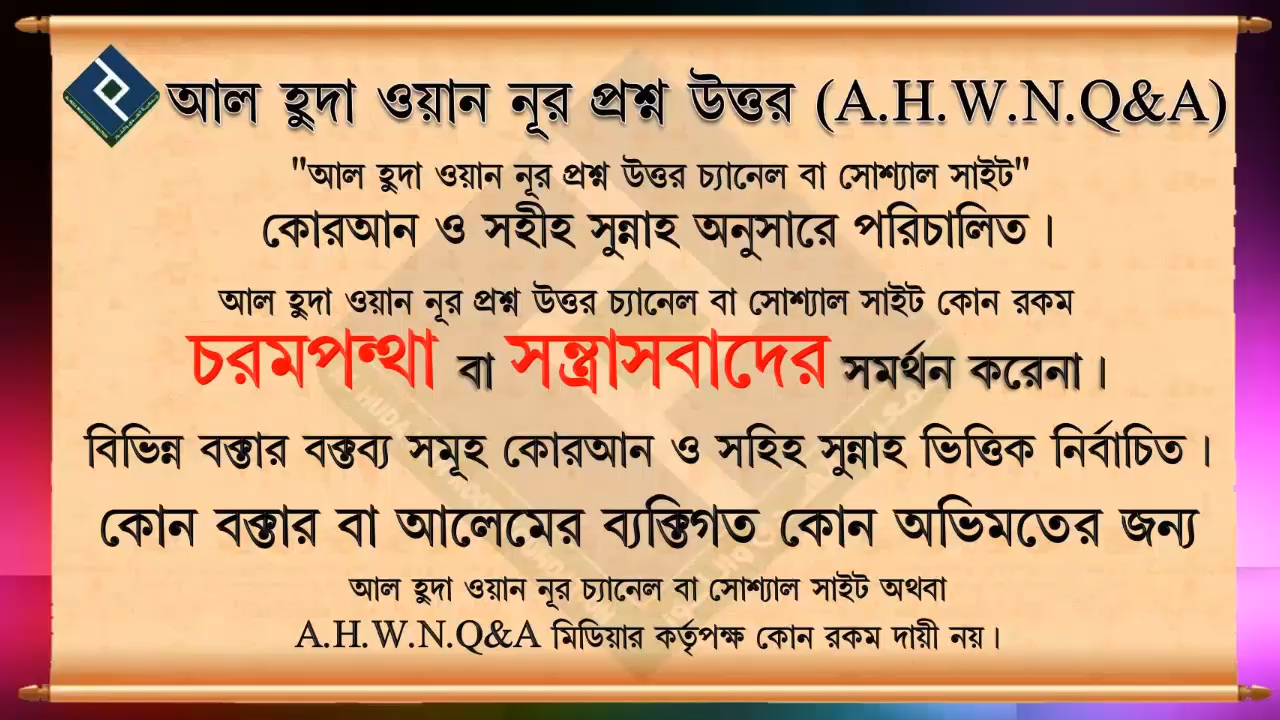 আল হুদা ওয়ান নূর প্রশ্ন উত্তর (A.H.W.N.Q&A)
"আল হুদা ওয়ান নূর প্রশ্ন উত্তর চ্যানেল বা সোশ্যাল সাইট"
কোরআন ও সহীহ সুন্নাহ অনুসারে পরিচালিত ।
আল হুদা ওয়ান নূর প্রশ্ন উত্তর চ্যানেল বা সোশ্যাল সাইট কোন রকম
চরমপন্থা বা সন্ত্রাসবাদের সমর্থন করেনা ।
বিভিন্ন বক্তার বক্তব্য সমূহ কোরআন ও সহিহ সুন্নাহ ভিত্তিক নির্বাচিত ।
কোন বক্তার বা আলেমের ব্যক্তিগত কোন অভিমতের জন্য
আল হুদা ওয়ান নূর চ্যানেল বা সোশ্যাল সাইট অথবা
A.H.W.N.Q&A মিডিয়ার কর্তৃপক্ষ কোন রকম দায়ী নয় ।